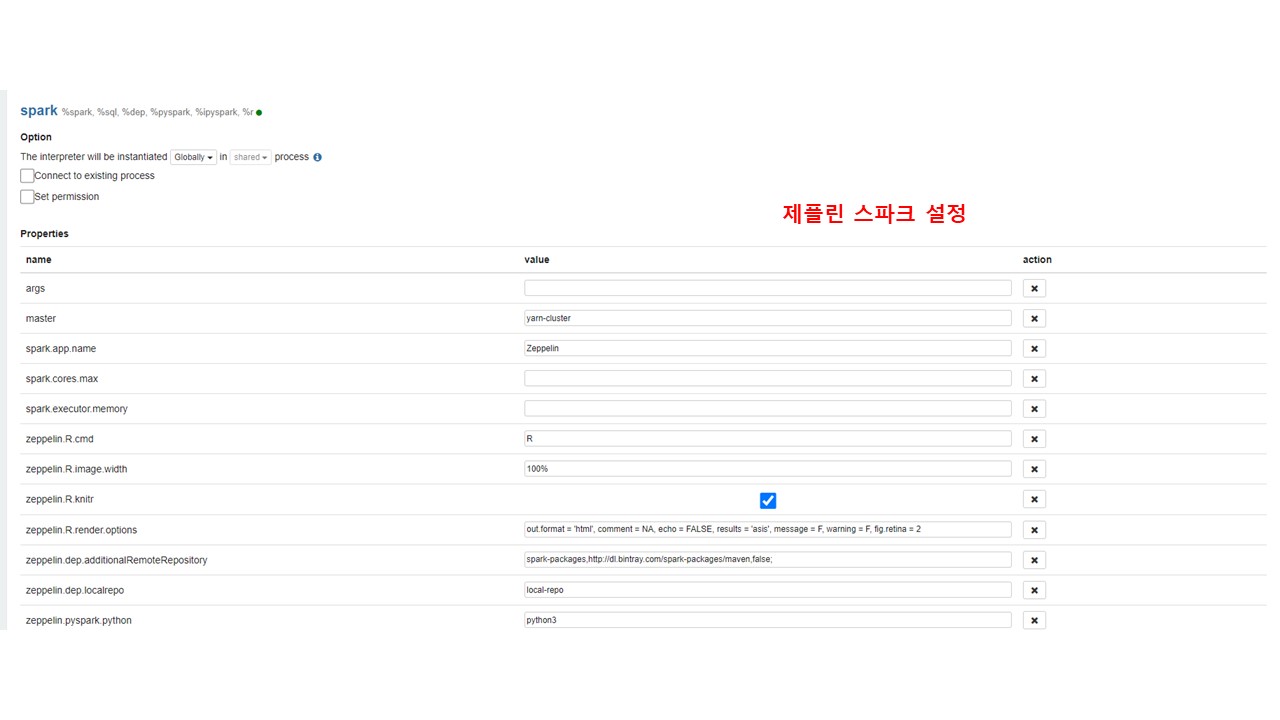 spark %spark, %sql, %dep, %pyspark, %ipyspark, %r
Option
The interpreter will be instantiated Globally in shared process
Connect to existing process
Set permission
제플린 스파크 설정
Properties
name value action
args
master yarn-cluster
spark.app.name Zeppelin
spark.cores.max
spark.executor.memory
zeppelin.R.cmd R
zeppelin.R.image.width 100%
zeppelin.R.knitr
zeppelin.R.render.options out.format = 'html', comment = NA, echo = FALSE, results = 'asis', message = F, warning = F, fig.retina = 2
zeppelin.dep.additionalRemoteRepository spark-packages,http://dl.bintray.com/spark-packages/maven,false;
zeppelin.dep.localrepo local-repo
zeppelin.pyspark.python python3